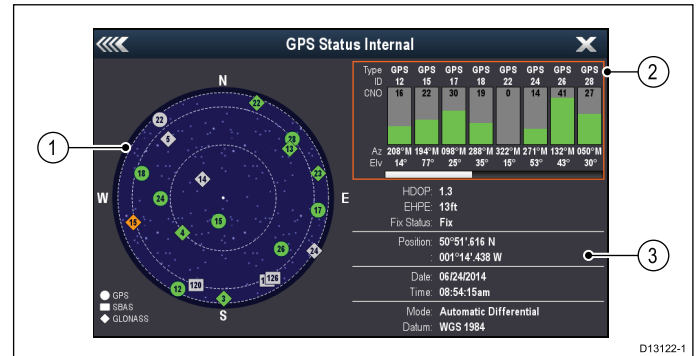 GPS Status Internal
Type GPS GPS GPS GPS GPS GPS GPS GPS
ID 12 15 17 18 22 24 26 28
CNO 16 22 30 19 0 14 41 27
Az 208°M 194°M 098°M 288°M 322°M 271°M 132°M 050°M
Elv 14° 77° 25° 35° 15° 53° 43° 30°
HDOP: 1.3
EHPE: 13ft
Fix Status: Fix
Position: 50°51'.616 N
: 001°14'.438 W
Date: 06/24/2014
Time: 08:54:15am
Mode: Automatic Differential
Datum: WGS 1984
N
22
22
5
28
13
18
14
23
W
E
24
17
15
15
4
26
24
120
126
12
3
S
GPS
SBAS
GLONASS
1
2
3
D13122-1